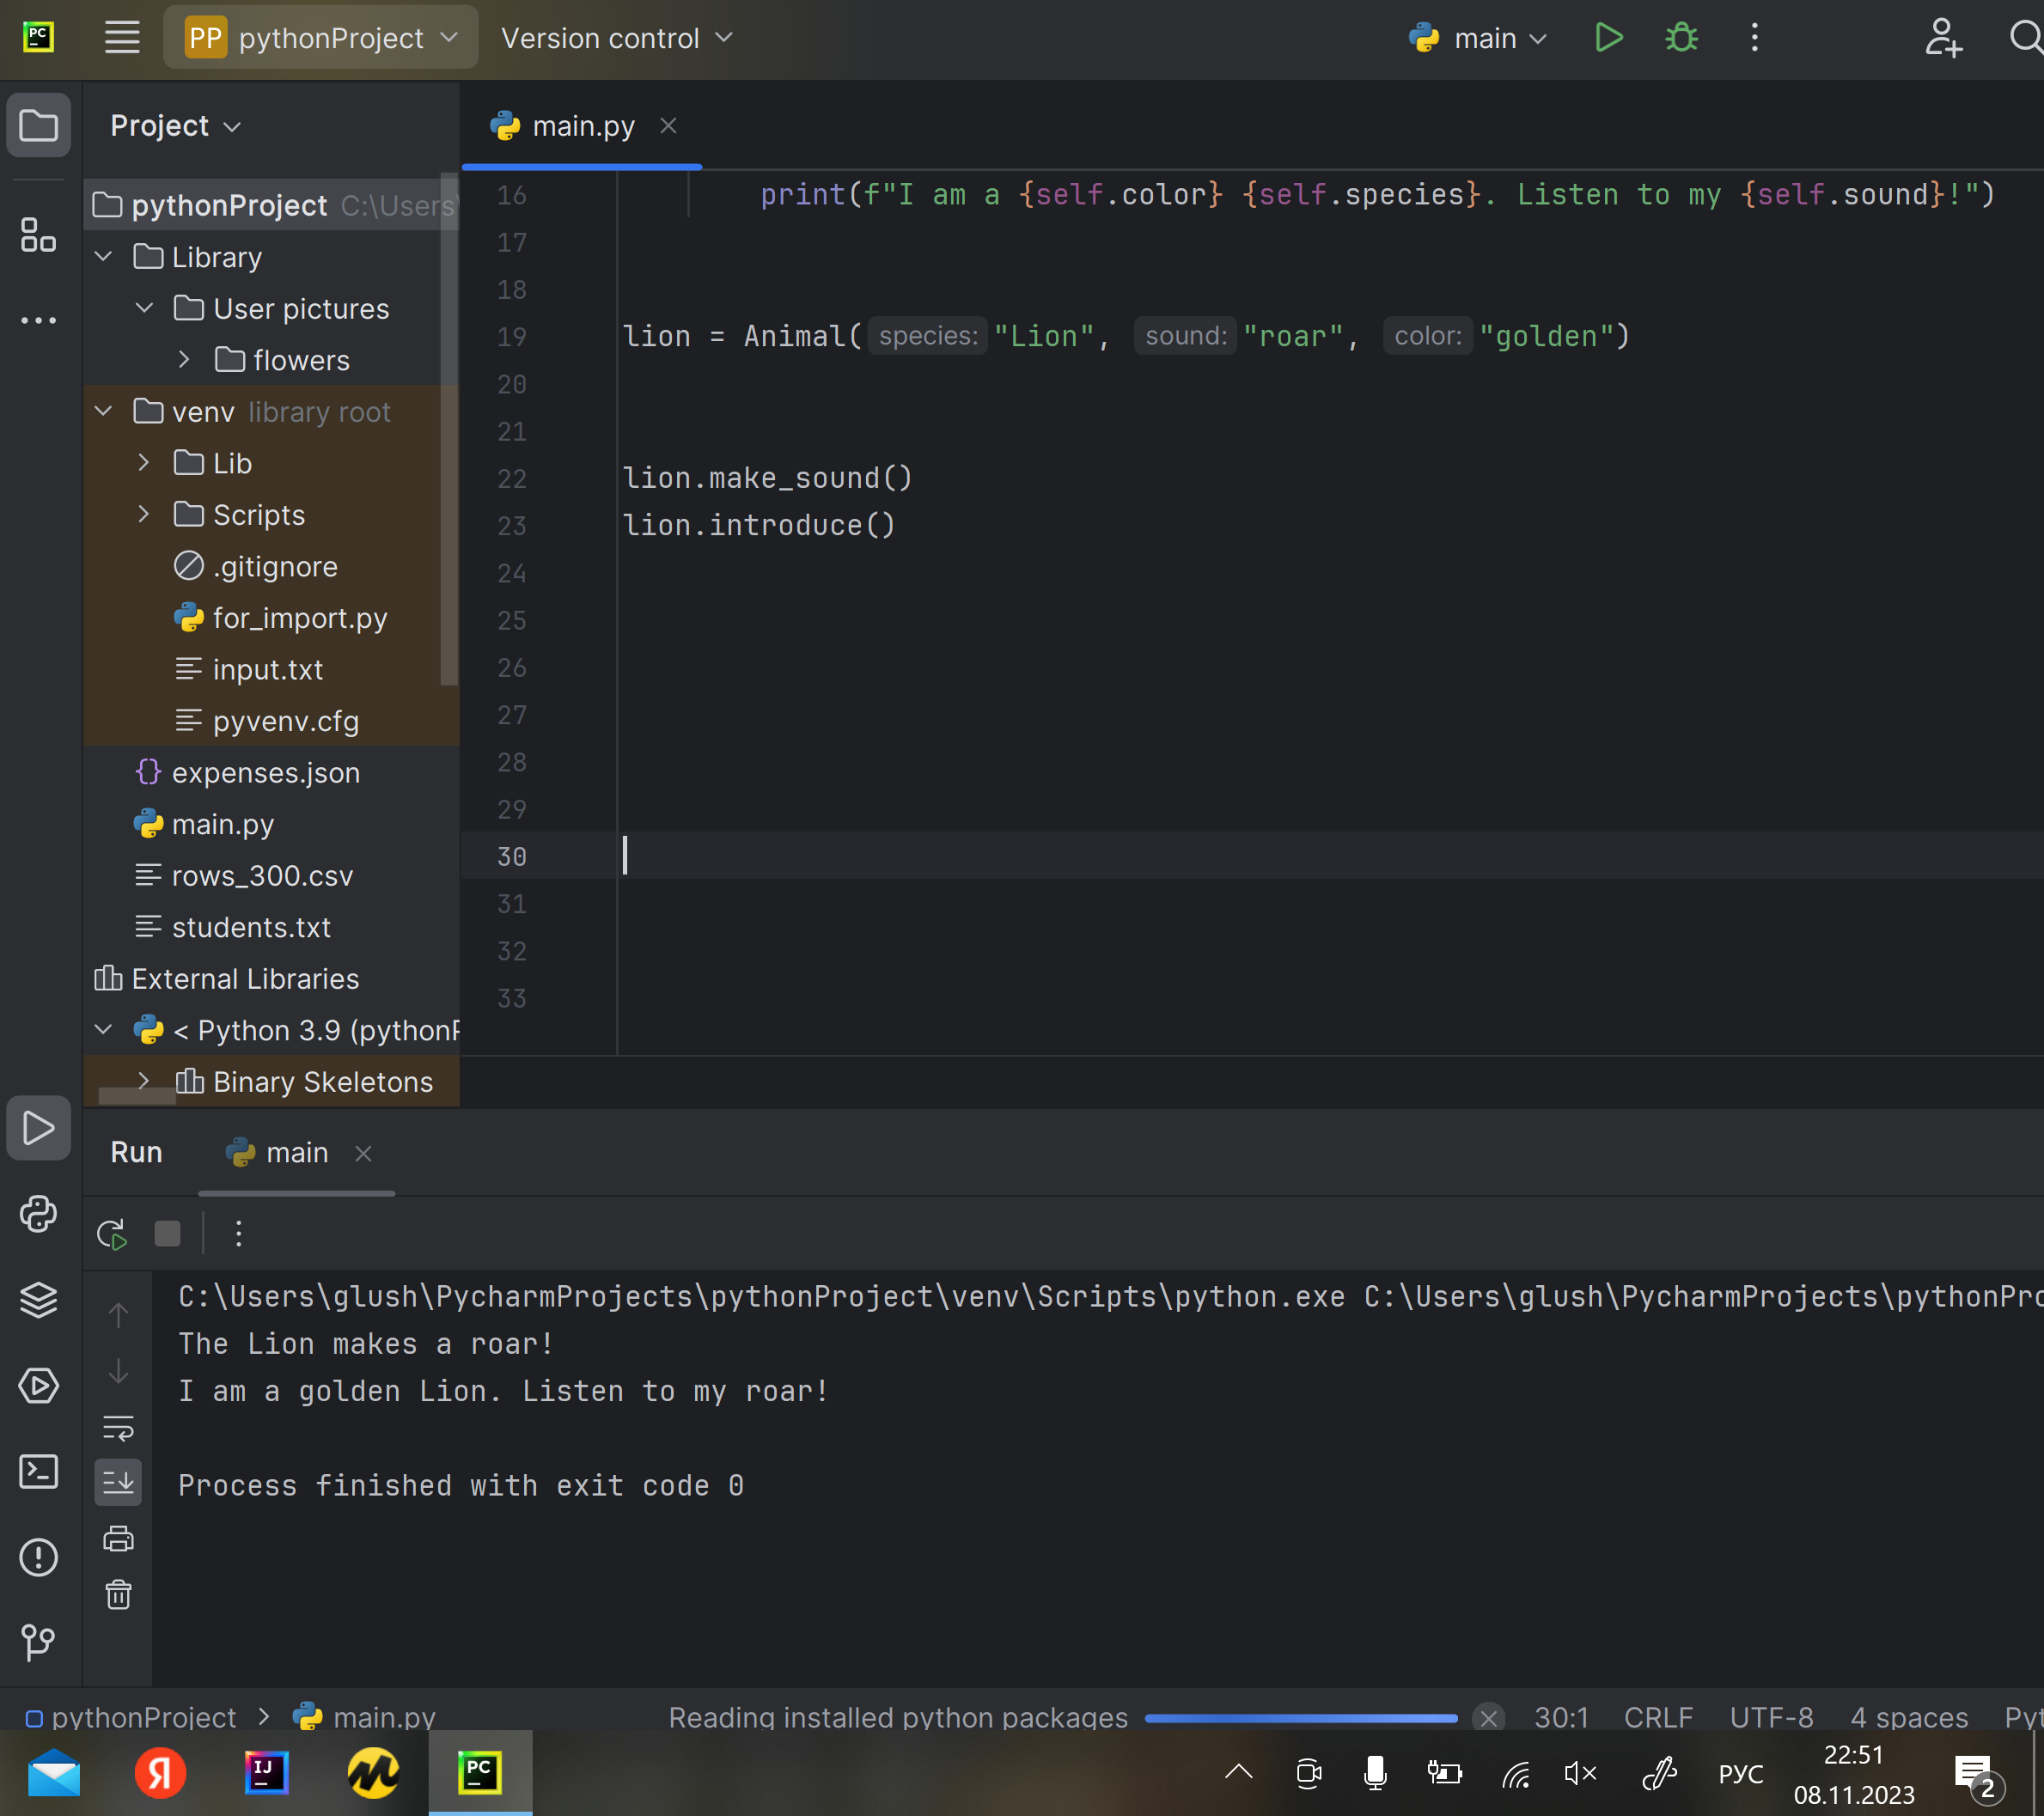 PC
PP pythonProject
Version control
main
Project
main.py
pythonProject C:\Users\
Library
User pictures
flowers
venv library root
Lib
Scripts
.gitignore
for_import.py
input.txt
pyvenv.cfg
expenses.json
main.py
rows_300.csv
students.txt
External Libraries
< Python 3.9 (pythonP
Binary Skeletons
16 print(f"I am a {self.color} {self.species}. Listen to my {self.sound}!")
17
18
19 lion = Animal( species: "Lion", sound: "roar", color: "golden")
20
21
22 lion.make_sound()
23 lion.introduce()
24
25
26
27
28
29
30
31
32
33
Run main
C:\Users\glush\PycharmProjects\pythonProject\venv\Scripts\python.exe C:\Users\glush\PycharmProjects\pythonPro
The Lion makes a roar!
I am a golden Lion. Listen to my roar!
Process finished with exit code 0
pythonProject > main.py Reading installed python packages 30:1 CRLF UTF-8 4 spaces Pyt
Я IJ PC РУС 22:51
08.11.2023 2